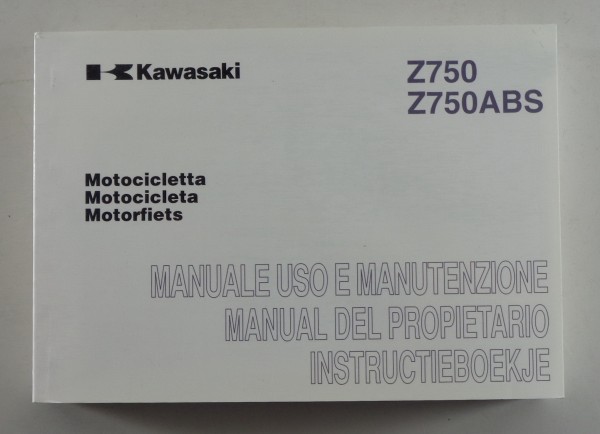 Kawasaki
Z750
Z750ABS
Motocicletta
Motocicleta
Motorfiets
MANUALE USO E MANUTENZIONE
MANUAL DEL PROPIETARIO
INSTRUCTIEBOEKJE